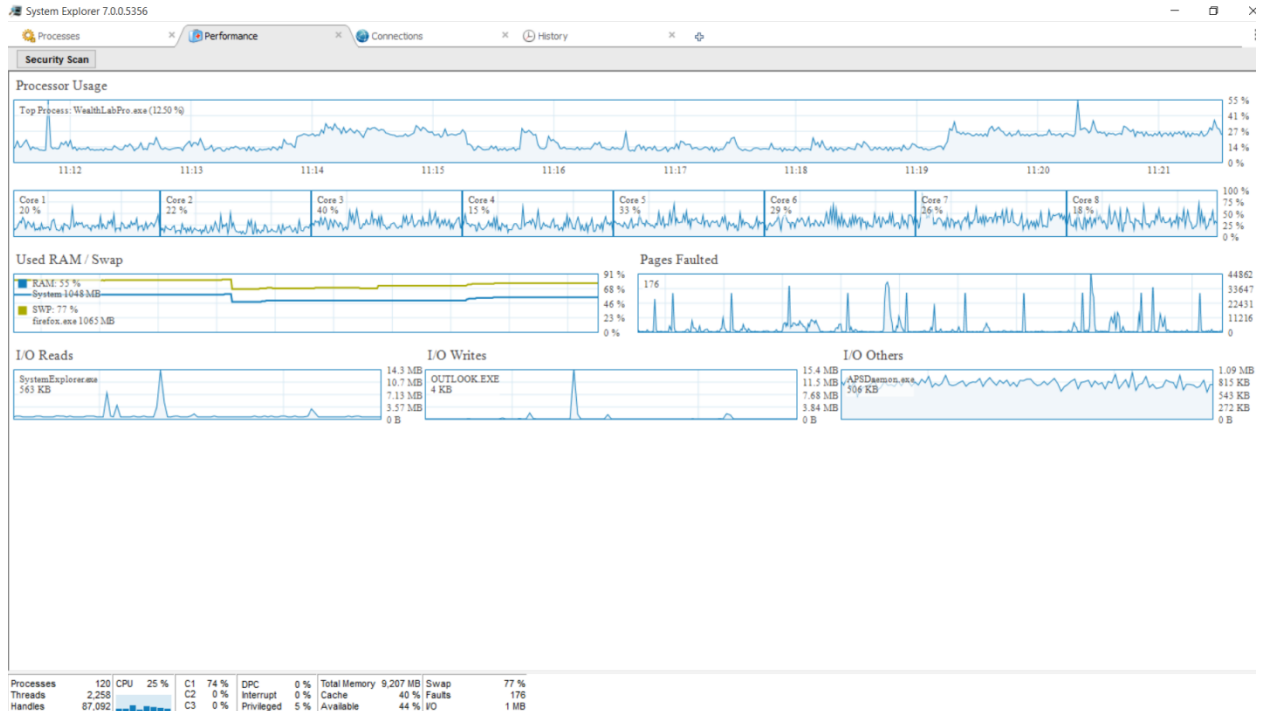 System Explorer 7.0.0.5356
Processes
Performance
Connections
History
Security Scan
Processor Usage
Top Process: WealthLabPro.exe (12.50 %)
55 %
41 %
27 %
14 %
0 %
11:12 11:13 11:14 11:15 11:16 11:17 11:18 11:19 11:20 11:21
Core 1
20 %
Core 2
22 %
Core 3
40 %
Core 4
15 %
Core 5
33 %
Core 6
29 %
Core 7
26 %
Core 8
18 %
100 %
75 %
50 %
25 %
0 %
Used RAM / Swap
RAM: 55 %
System 1048 MB
SWP: 77 %
firefox.exe 1065 MB
91 %
68 %
46 %
23 %
0 %
Pages Faulted
176
44862
33647
22431
11216
0
I/O Reads
SystemExplorer.exe
563 KB
14.3 MB
10.7 MB
7.13 MB
3.57 MB
0 B
I/O Writes
OUTLOOK.EXE
4 KB
15.4 MB
11.5 MB
7.68 MB
3.84 MB
0 B
I/O Others
APSDaemon.exe
506 KB
1.09 MB
815 KB
543 KB
272 KB
0 B
Processes 120 CPU 25 % C1 74 % DPC 0 % Total Memory 9,207 MB Swap 77 %
Threads 2,258 C2 0 % Interrupt 0 % Cache 40 % Faults 176
Handles 87,092 C3 0 % Privileged 5 % Available 44 % I/O 1 MB